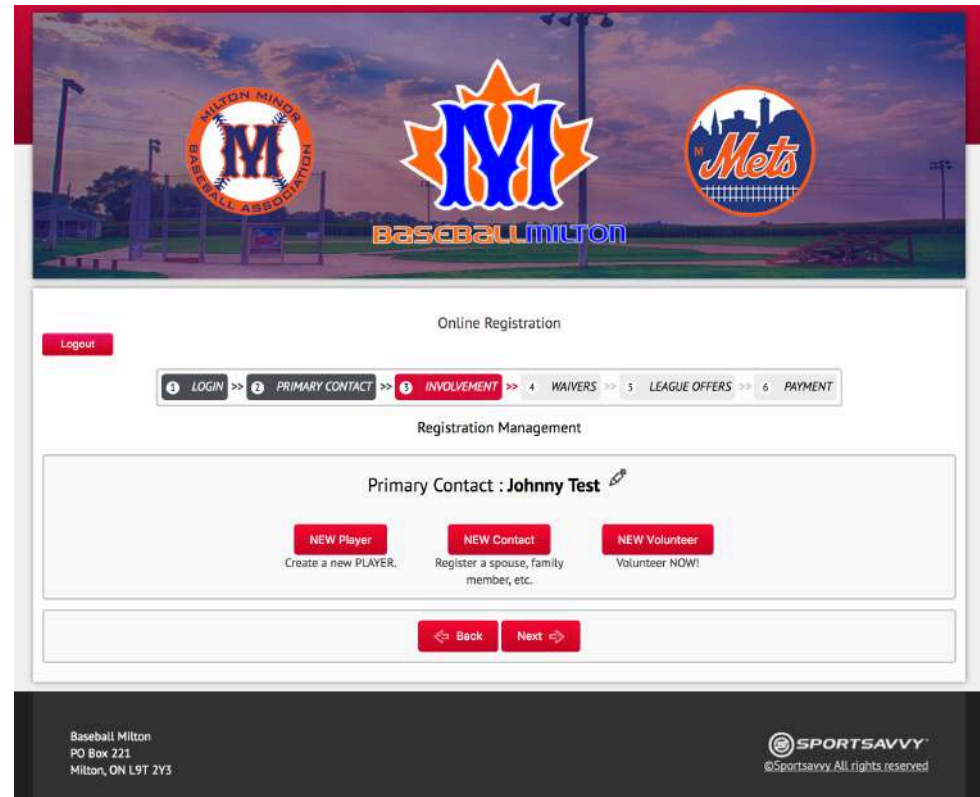 MILTON MINOR
BASEBALL ASSOCIATION
M
M
BASEBALLMILTON
M
Mets
Online Registration
Logout
1 LOGIN >> 2 PRIMARY CONTACT >> 3 INVOLVEMENT >> 4 WAIVERS >> 5 LEAGUE OFFERS >> 6 PAYMENT
Registration Management
Primary Contact : Johnny Test
NEW Player NEW Contact NEW Volunteer
Create a new PLAYER. Register a spouse, family Volunteer NOW!
member, etc.
Back Next
Baseball Milton
PO Box 221
Milton, ON L9T 2Y3
S SPORTSAVVY
©Sportsavvy All rights reserved